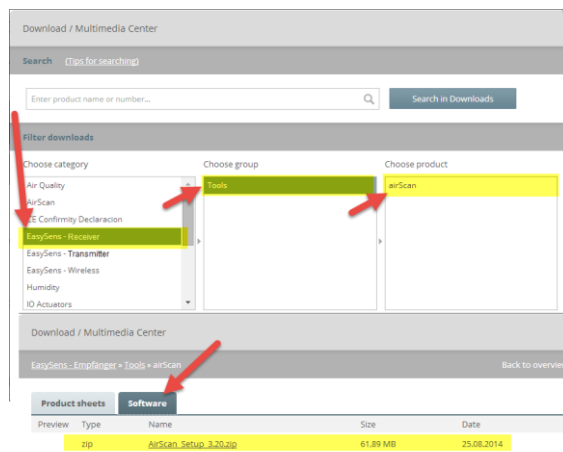 Download / Multimedia Center
Search (Tips for searching)
Enter product name or number...
Search in Downloads
Filter downloads
Choose category Choose group Choose product
Air Quality Tools airScan
AirScan
CE Confirmity Declaracion
EasySens - Receiver
EasySens - Transmitter
EasySens - Wireless
Humidity
IO Actuators
Download / Multimedia Center
EasySens - Empfänger » Tools » airScan Back to overvie
Product sheets Software
Preview Type Name Size Date
zip AirScan_Setup_3.20.zip 61,89 MB 25.08.2014